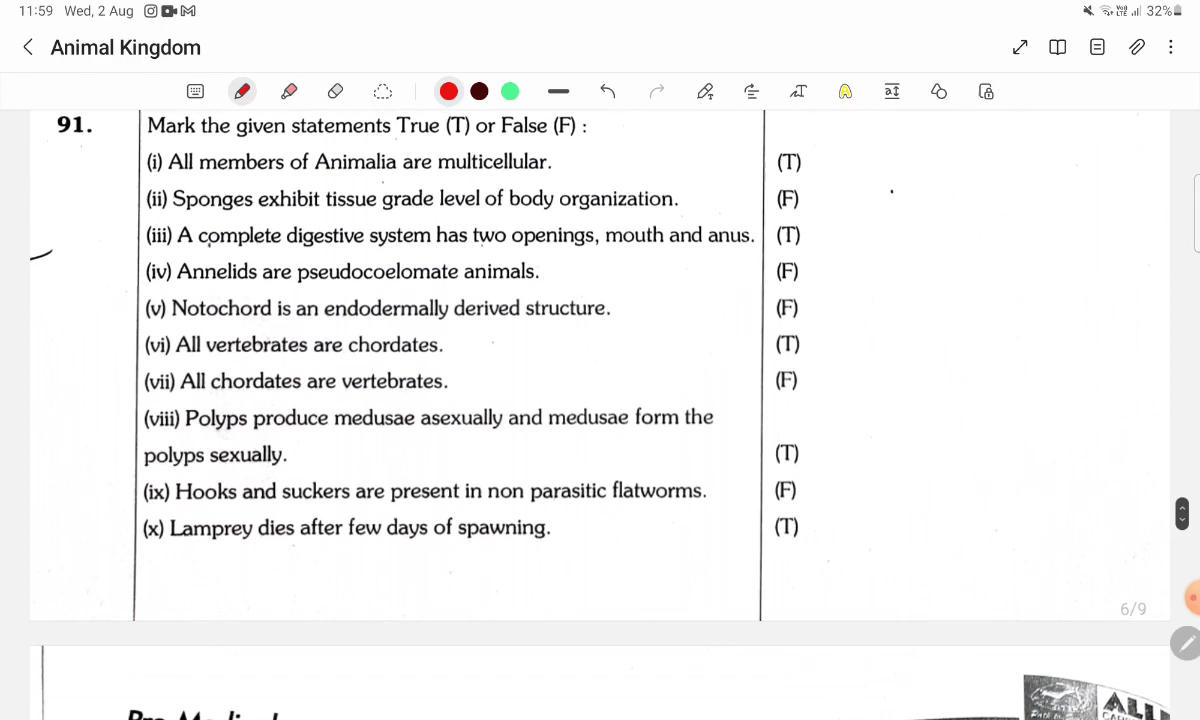 11:59 Wed, 2 Aug 32%
Animal Kingdom
91. Mark the given statements True (T) or False (F) :
(i) All members of Animalia are multicellular. (T)
(ii) Sponges exhibit tissue grade level of body organization. (F)
(iii) A complete digestive system has two openings, mouth and anus. (T)
(iv) Annelids are pseudocoelomate animals. (F)
(v) Notochord is an endodermally derived structure. (F)
(vi) All vertebrates are chordates. (T)
(vii) All chordates are vertebrates. (F)
(viii) Polyps produce medusae asexually and medusae form the
polyps sexually. (T)
(ix) Hooks and suckers are present in non parasitic flatworms. (F)
(x) Lamprey dies after few days of spawning. (T)
6/9